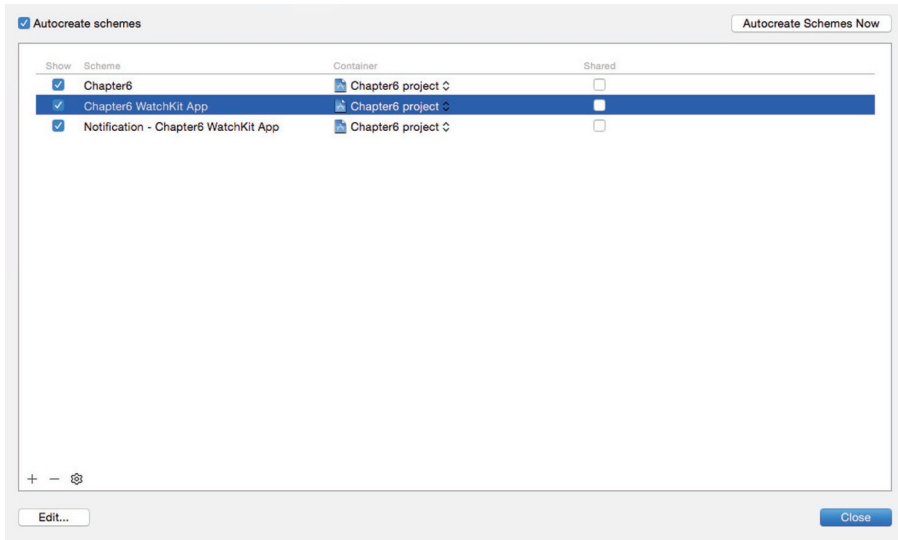 Autocreate schemes Autocreate Schemes Now
Show Scheme Container Shared
Chapter6 Chapter6 project
Chapter6 WatchKit App Chapter6 project
Notification - Chapter6 WatchKit App Chapter6 project
Edit... Close